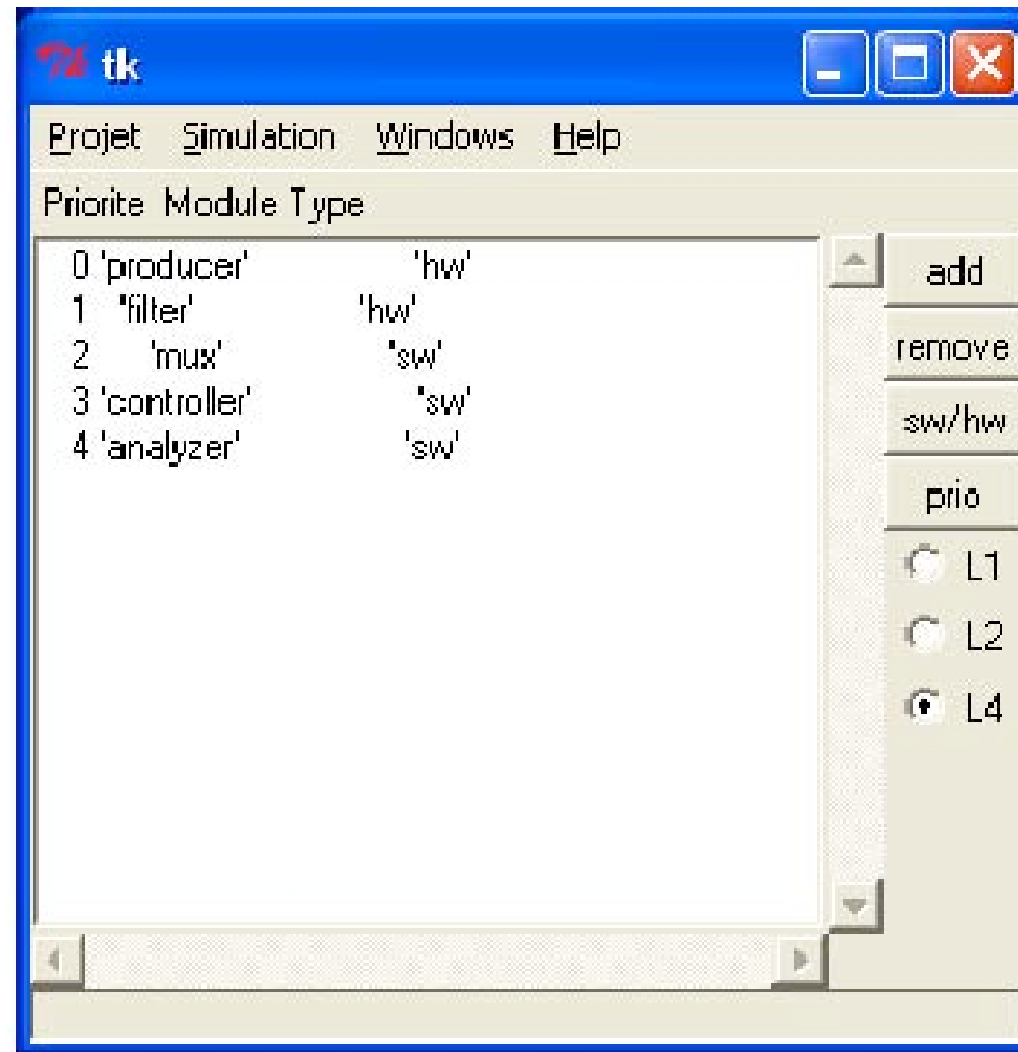 tk
Projet Simulation Windows Help
Priorite Module Type
0 'producer' 'hw'
1 'filter' 'hw'
2 'mux' 'sw'
3 'controller' 'sw'
4 'analyzer' 'sw'
add
remove
sw/hw
prio
L1
L2
L4